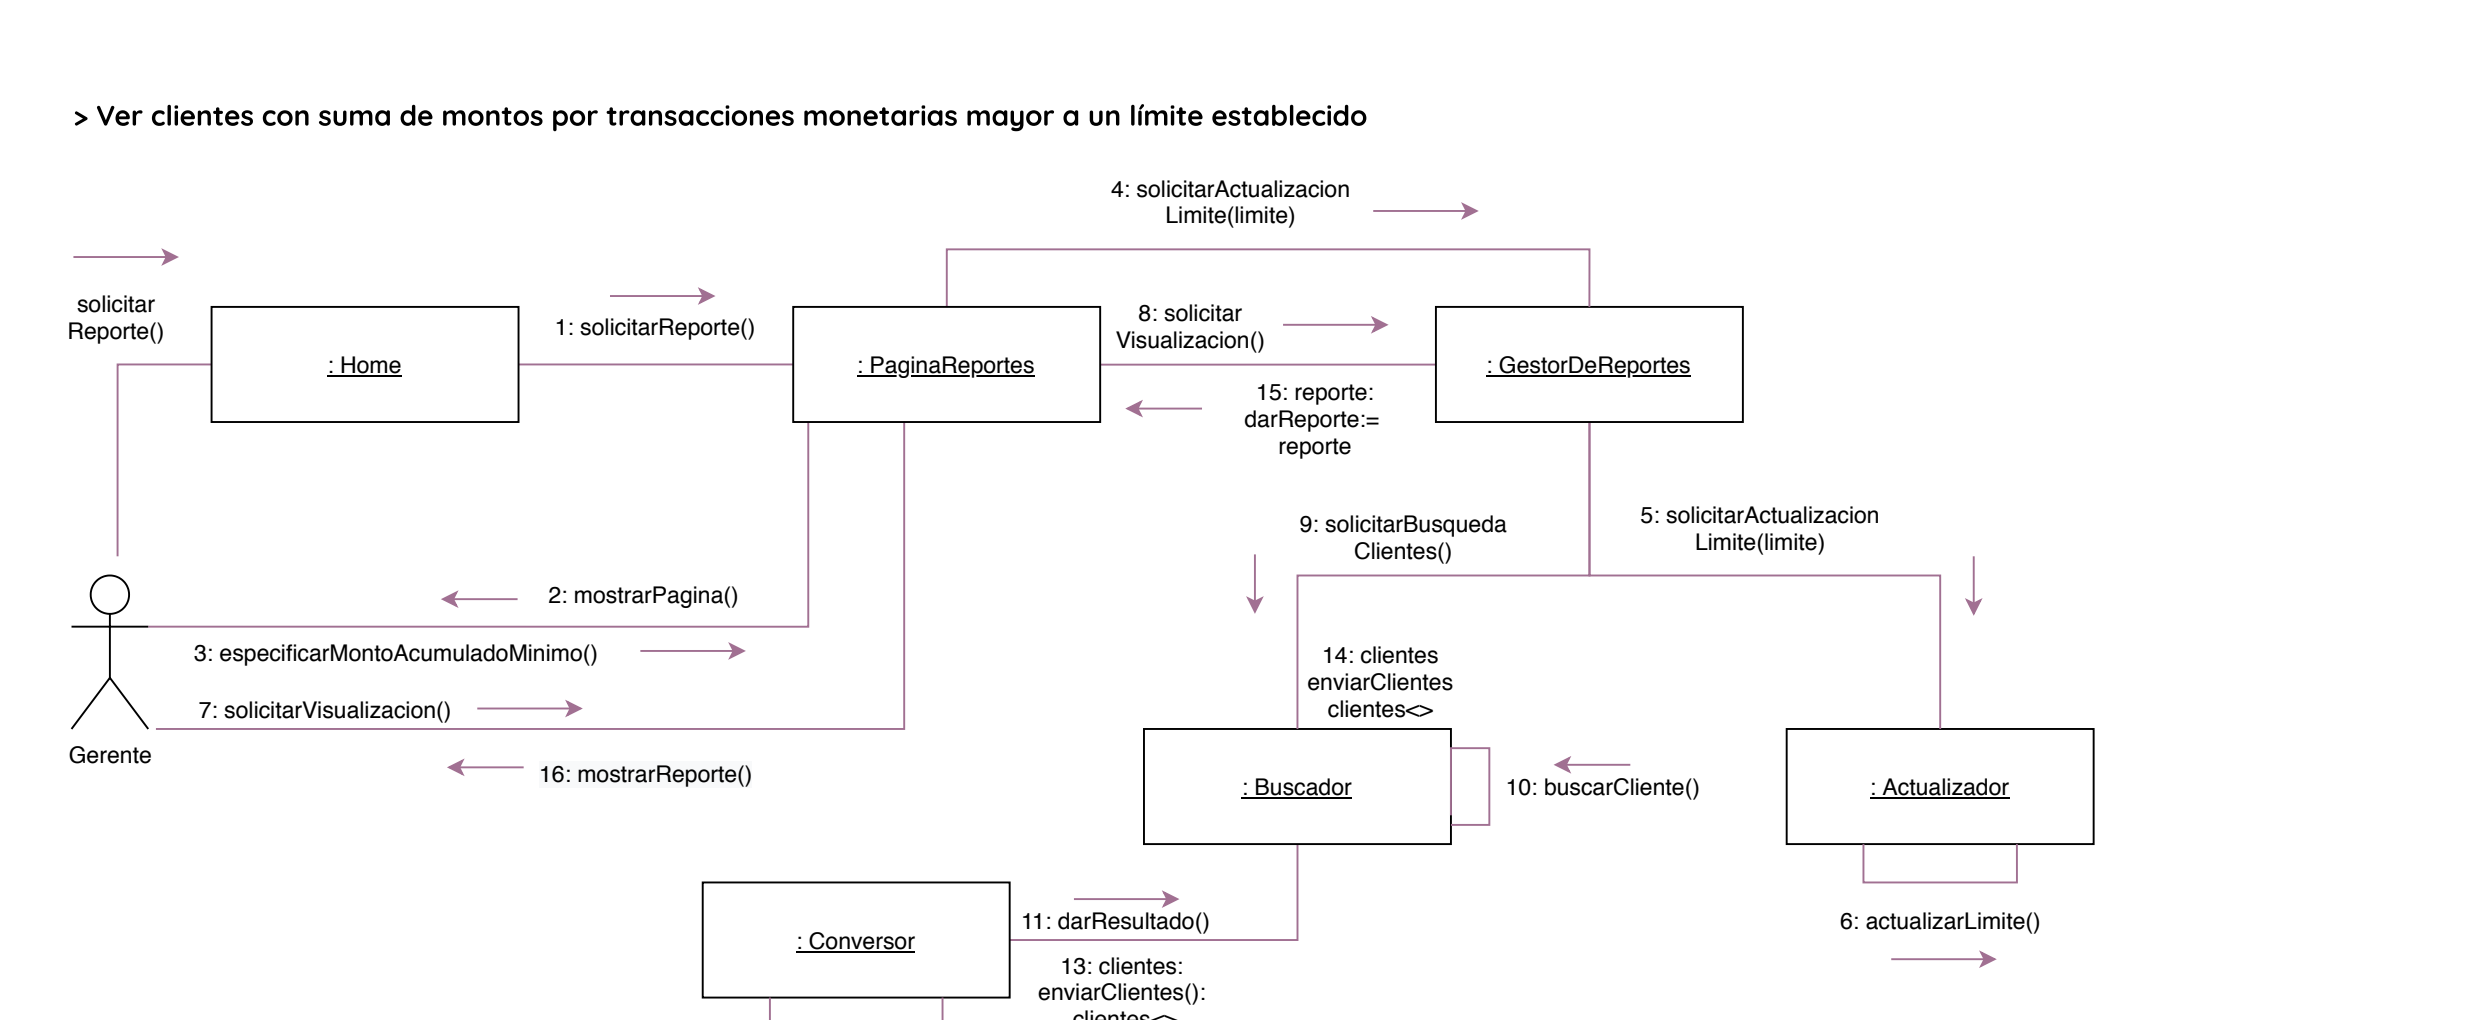 > Ver clientes con suma de montos por transacciones monetarias mayor a un límite establecido
4: solicitarActualizacion
Limite(limite)
solicitar
Reporte()
1: solicitarReporte()
8: solicitar
Visualizacion()
: Home
: PaginaReportes
: GestorDeReportes
15: reporte:
darReporte:=
reporte
9: solicitarBusqueda
Clientes()
5: solicitarActualizacion
Limite(limite)
2: mostrarPagina()
3: especificarMontoAcumuladoMinimo()
14: clientes
enviarClientes
clientes<>
7: solicitarVisualizacion()
Gerente
16: mostrarReporte()
: Buscador
10: buscarCliente()
: Actualizador
11: darResultado()
6: actualizarLimite()
: Conversor
13: clientes:
enviarClientes():
clientes<>